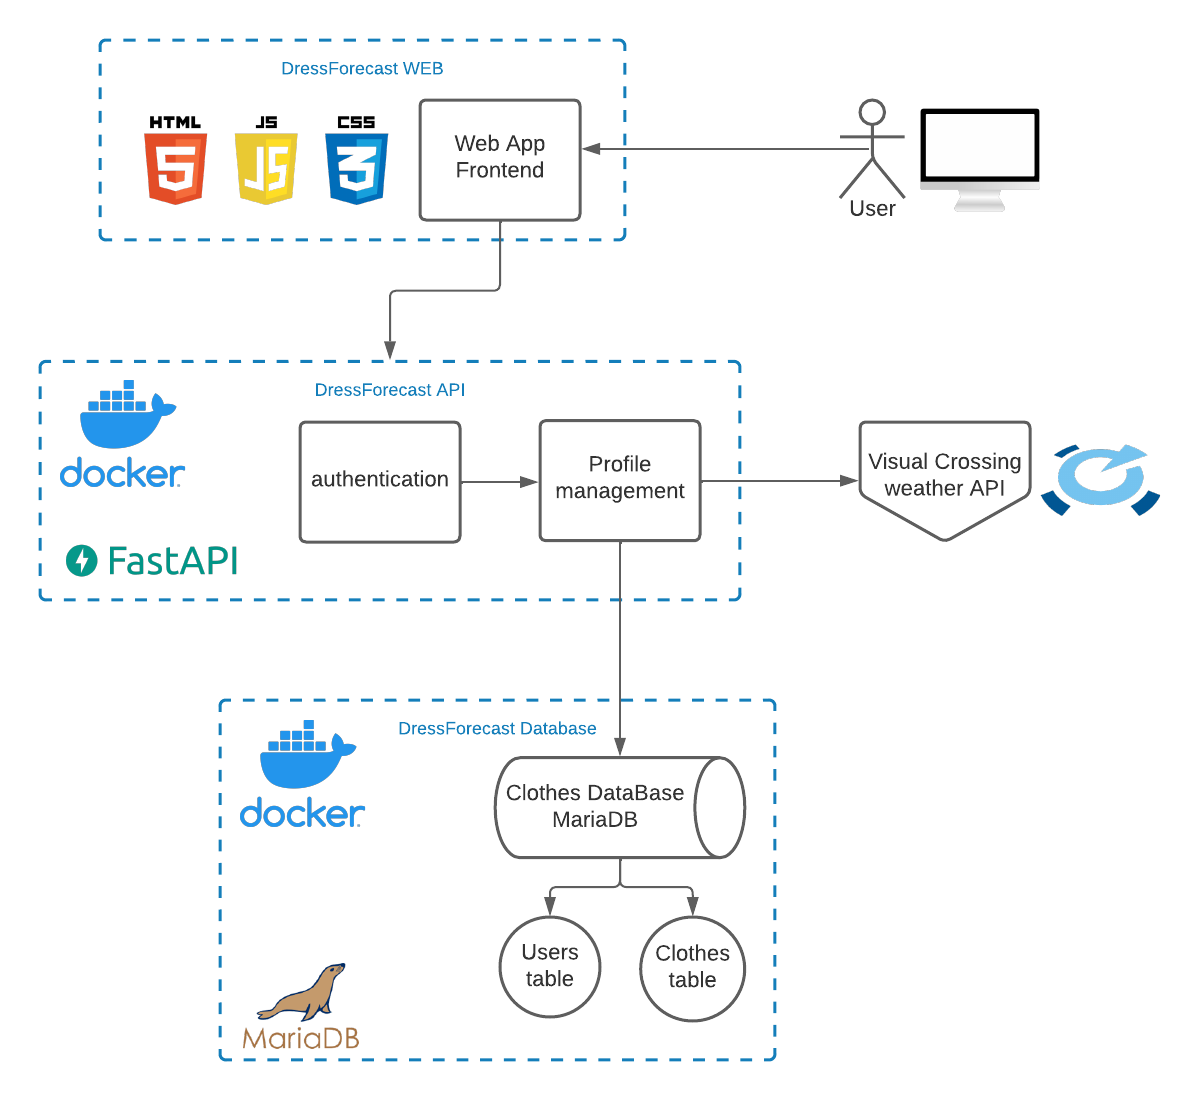 DressForecast WEB
HTML
5
JS
JS
CSS
3
Web App
Frontend
User
DressForecast API
docker
authentication
Profile
management
Visual Crossing
weather API
FastAPI
DressForecast Database
docker
Clothes DataBase
MariaDB
Users
table
Clothes
table
MariaDB